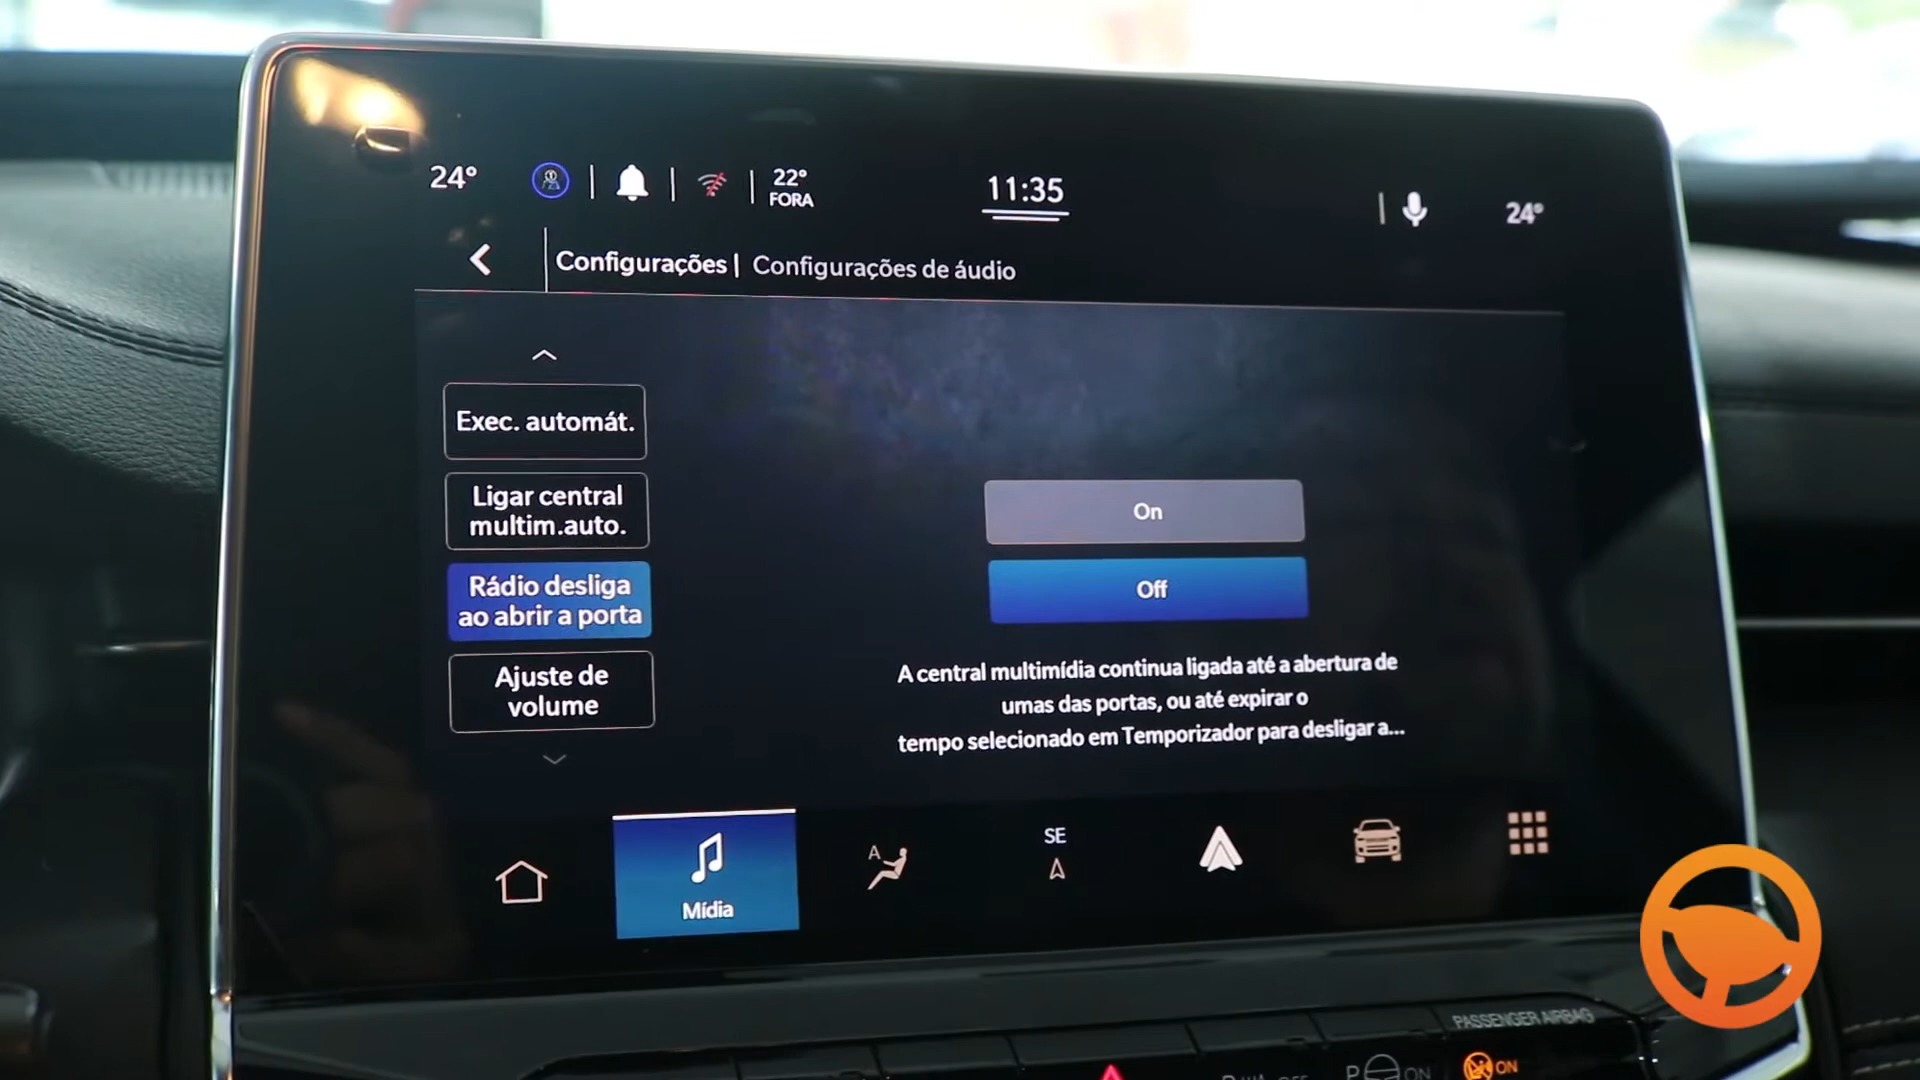 24°
22°
FORA
11:35
24°
Configurações | Configurações de áudio
Exec. automát.
Ligar central
multim.auto.
Rádio desliga
ao abrir a porta
Ajuste de
volume
On
Off
A central multimídia continua ligada até a abertura de
umas das portas, ou até expirar o
tempo selecionado em Temporizador para desligar a...
Mídia
A
SE
PASSENGER AIRBAG
OFF
P ON
ON